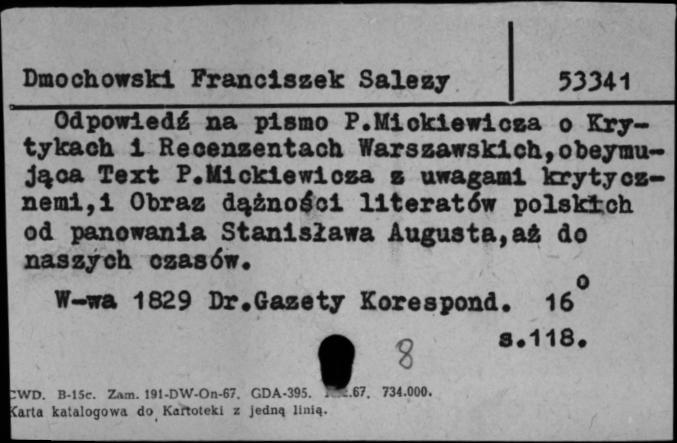 Dmochowski Franciszek Salezy 53341
Odpowiedź na pismo P.Mickiewicza o Kry-
tykach i Recenzentach Warszawskich,obeymu-
jąca Text P.Mickiewicza z uwagami krytycz-
nemi,i Obraz dążności literatów polskich
od panowania Stanisława Augusta,aż do
naszych czasów.
W-wa 1829 Dr.Gazety Korespond. 16°
s.118.
8
CWD. B-15c. Zam. 191-DW-On-67. GDA-395. .67. 734.000.
Karta katalogowa do Kartoteki z jedną linią.